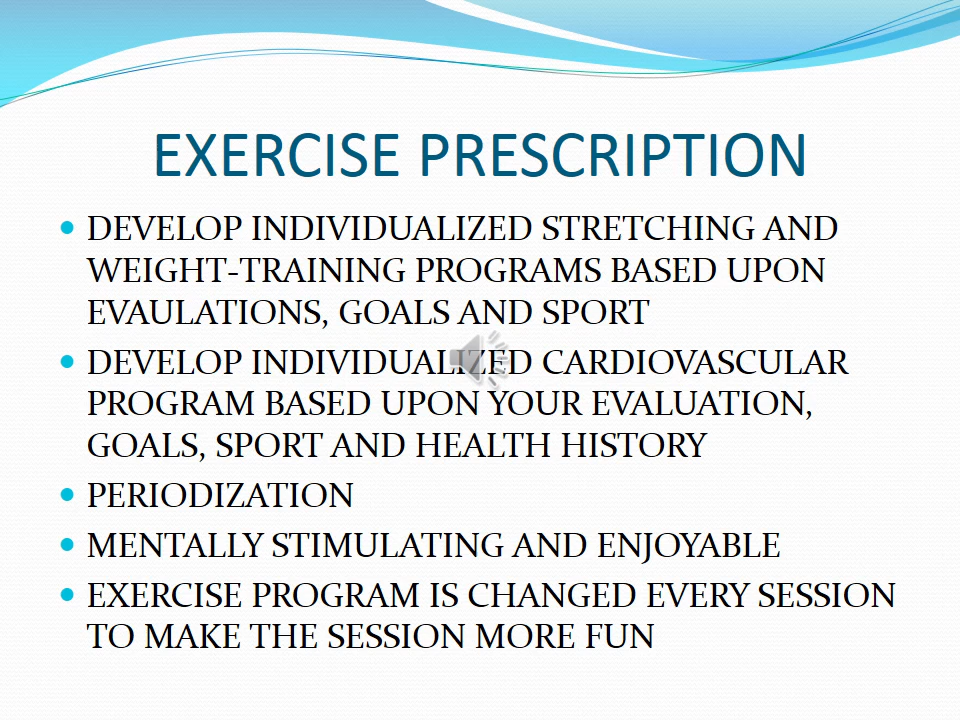 EXERCISE PRESCRIPTION
DEVELOP INDIVIDUALIZED STRETCHING AND
WEIGHT-TRAINING PROGRAMS BASED UPON
EVAULATIONS, GOALS AND SPORT
DEVELOP INDIVIDUALIZED CARDIOVASCULAR
PROGRAM BASED UPON YOUR EVALUATION,
GOALS, SPORT AND HEALTH HISTORY
PERIODIZATION
MENTALLY STIMULATING AND ENJOYABLE
EXERCISE PROGRAM IS CHANGED EVERY SESSION
TO MAKE THE SESSION MORE FUN